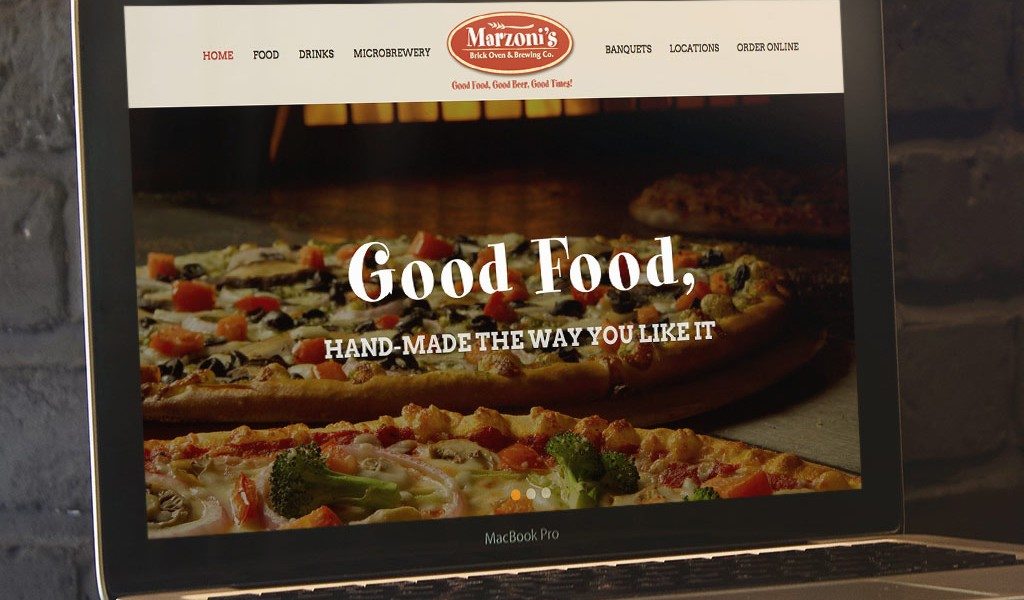 HOME FOOD DRINKS MICROBREWERY
Marzoni's
Brick Oven & Brewing Co.
Good Food, Good Beer, Good Times!
BANQUETS LOCATIONS ORDER ONLINE
Good Food,
HAND-MADE THE WAY YOU LIKE IT
MacBook Pro